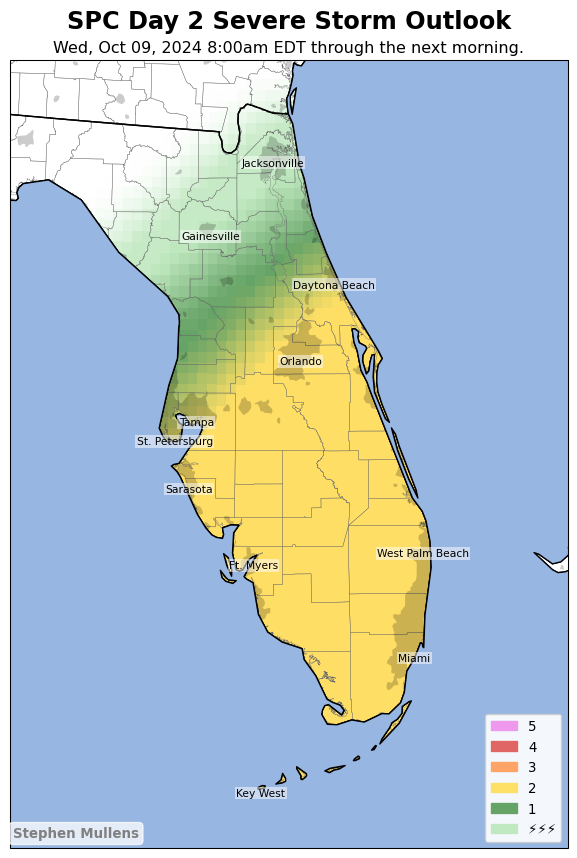 SPC Day 2 Severe Storm Outlook
Wed, Oct 09, 2024 8:00am EDT through the next morning.
Jacksonville
Gainesville
Daytona Beach
Orlando
Tampa
St. Petersburg
Sarasota
West Palm Beach
Ft. Myers
Miami
5
4
3
2
1
⚡⚡⚡
Key West
Stephen Mullens